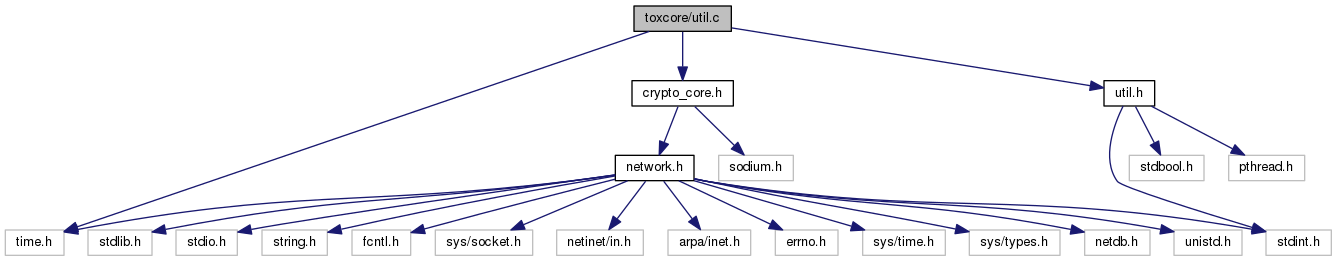 toxcore/util.c
crypto_core.h
util.h
network.h
sodium.h
stdbool.h
pthread.h
time.h
stdlib.h
stdio.h
string.h
fcntl.h
sys/socket.h
netinet/in.h
arpa/inet.h
errno.h
sys/time.h
sys/types.h
netdb.h
unistd.h
stdint.h